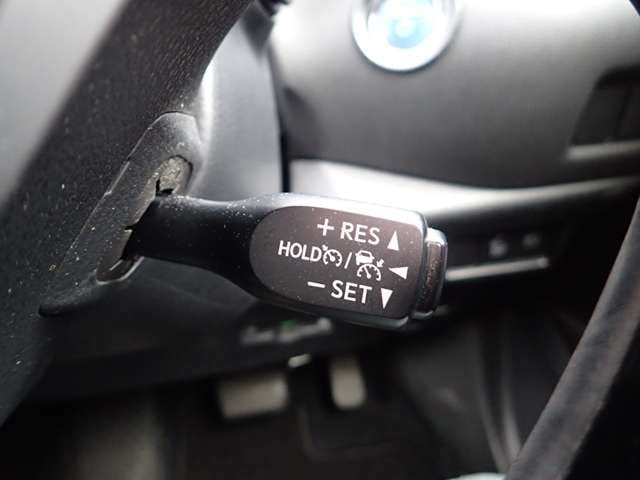 + RES ▲
HOLD / ◀
− SET ▼